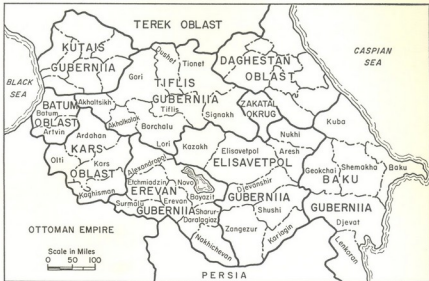 TEREK OBLAST
CASPIAN
SEA
BLACK
SEA
KUTAIS
GUBERNIIA
Dushet
Tionet
Gori
TIFLIS
GUBERNIIA
Tiflis
DAGHESTAN
OBLAST
BATUM
Batum
OBLAST
Artvin
Akhaltsikh
Akhalkalak
Borchalu
Signakh
ZAKATAL
OKRUG
Kuba
Ardahan
KARS
Olti
Kars
OBLAST
Kaghisman
Lori
Kazakh
Elisavetpol
ELISAVETPOL
GUBERNIIA
Nukhi
Aresh
Geokchai
Shemakha
Baku
BAKU
GUBERNIIA
Alexandropol
Etchmiadzin
Novo
Bayazit
EREVAN
Surmalu
Erevan
GUBERNIIA
Sharur-
Daralagiaz
Nakhichevan
Djevanshir
Shushi
Zangezur
Kariagin
Djevat
Lenkoran
OTTOMAN EMPIRE
Scale in Miles
0 50 100
PERSIA